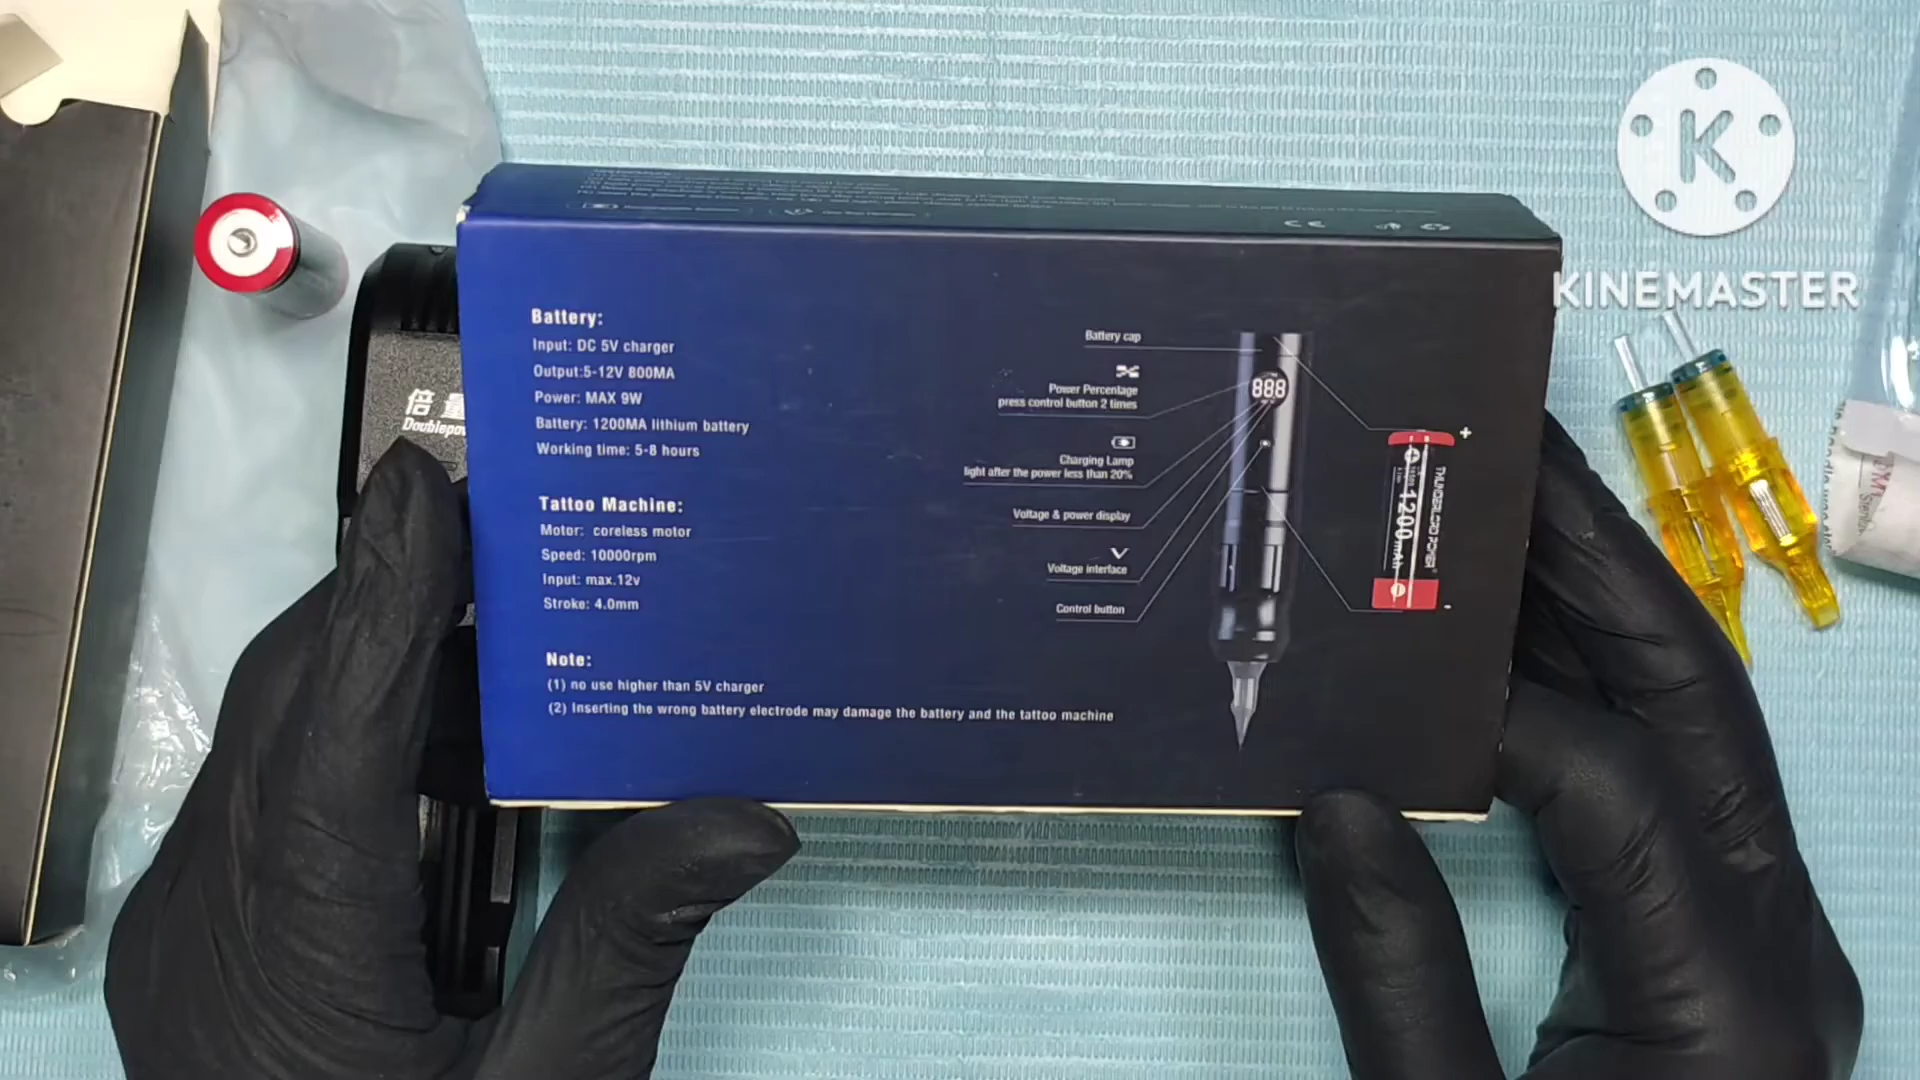 K
KINEMASTER
倍量
Doublepow
Battery:
Input: DC 5V charger
Output:5-12V 800MA
Power: MAX 9W
Battery: 1200MA lithium battery
Working time: 5-8 hours
Tattoo Machine:
Motor: coreless motor
Speed: 10000rpm
Input: max.12v
Stroke: 4.0mm
Note:
(1) no use higher than 5V charger
(2) Inserting the wrong battery electrode may damage the battery and the tattoo machine
Battery cap
Power Percentage
press control button 2 times
Charging Lamp
light after the power less than 20%
Voltage & power display
V
Voltage interface
Control button
888
+
1200 mAh
-
CE